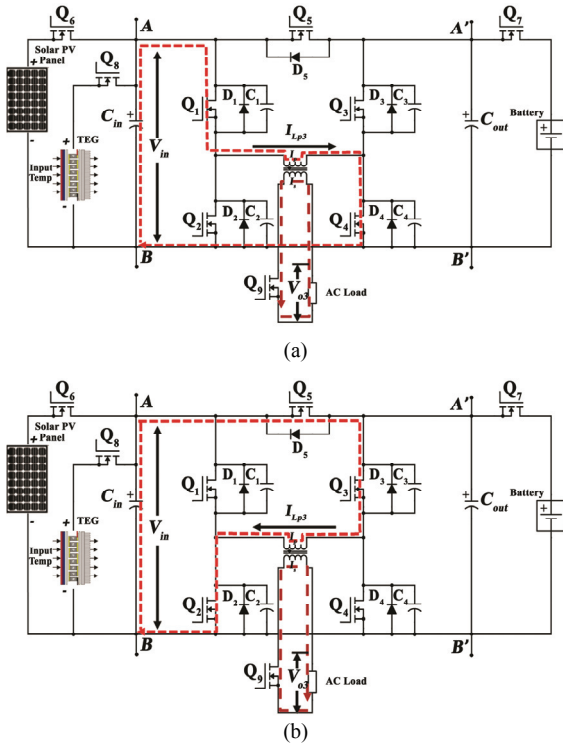 Q6 A Q5 A' Q7
Solar PV
Panel
+
Q8
D5
Cin + Q1 D1 C1 Q3 D3 C3 + Cout Battery
+
TEG
+
-
Vin
ILp3
Input
Temp
-
Q2 D2 C2 Q4 D4 C4
B B'
Q9 Vo3 AC Load
(a)
Q6 A Q5 A' Q7
Solar PV
Panel
+
Q8
D5
Cin + Q1 D1 C1 Q3 D3 C3 + Cout Battery
+
TEG
+
-
Vin
ILp3
Input
Temp
-
Q2 D2 C2 Q4 D4 C4
B B'
Q9 Vo3 AC Load
(b)